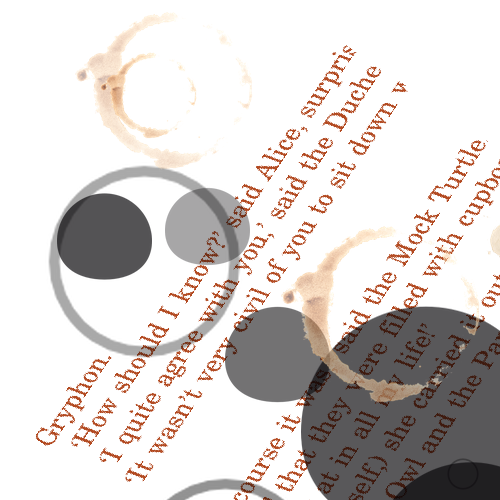 Gryphon.
‘How should I know?’ said Alice, surpris
‘I quite agree with you,’ said the Duche
‘It wasn’t very civil of you to sit down w
course it was said the Mock Turtle.
that they were filled with cupbo
at in all my life!’
self) she carried it ou
Owl and the